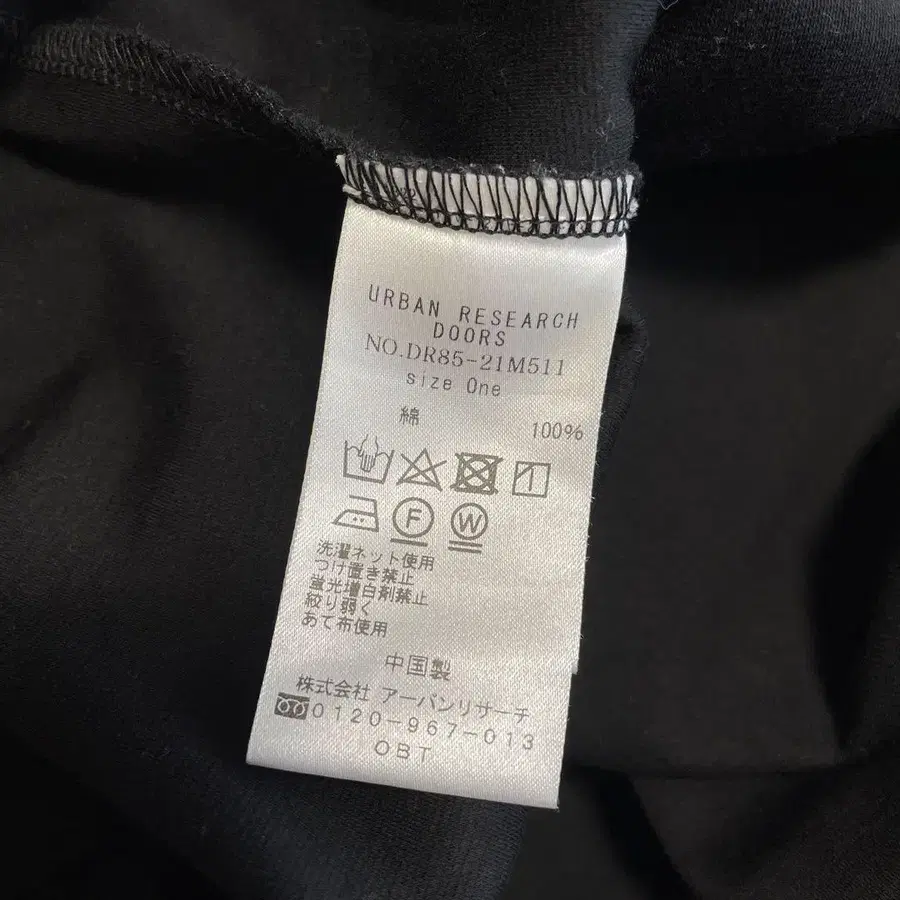 URBAN RESEARCH
DOORS
NO.DR85-21M511
size One
綿 100%
F W
洗濯ネット使用
つけ置き禁止
蛍光増白剤禁止
絞り弱く
あて布使用
中国製
株式会社 アーバンリサーチ
0120-967-013
OBT